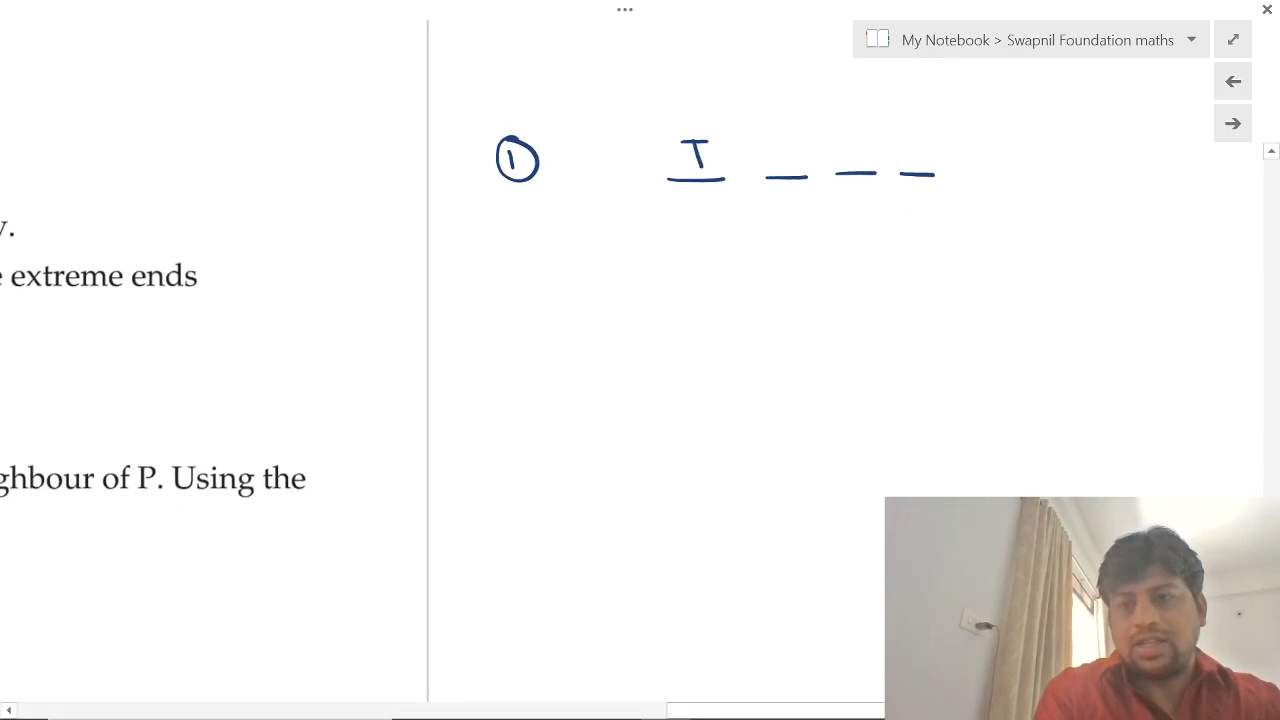 My Notebook > Swapnil Foundation maths
① T _ _ _
extreme ends
ghbour of P. Using the